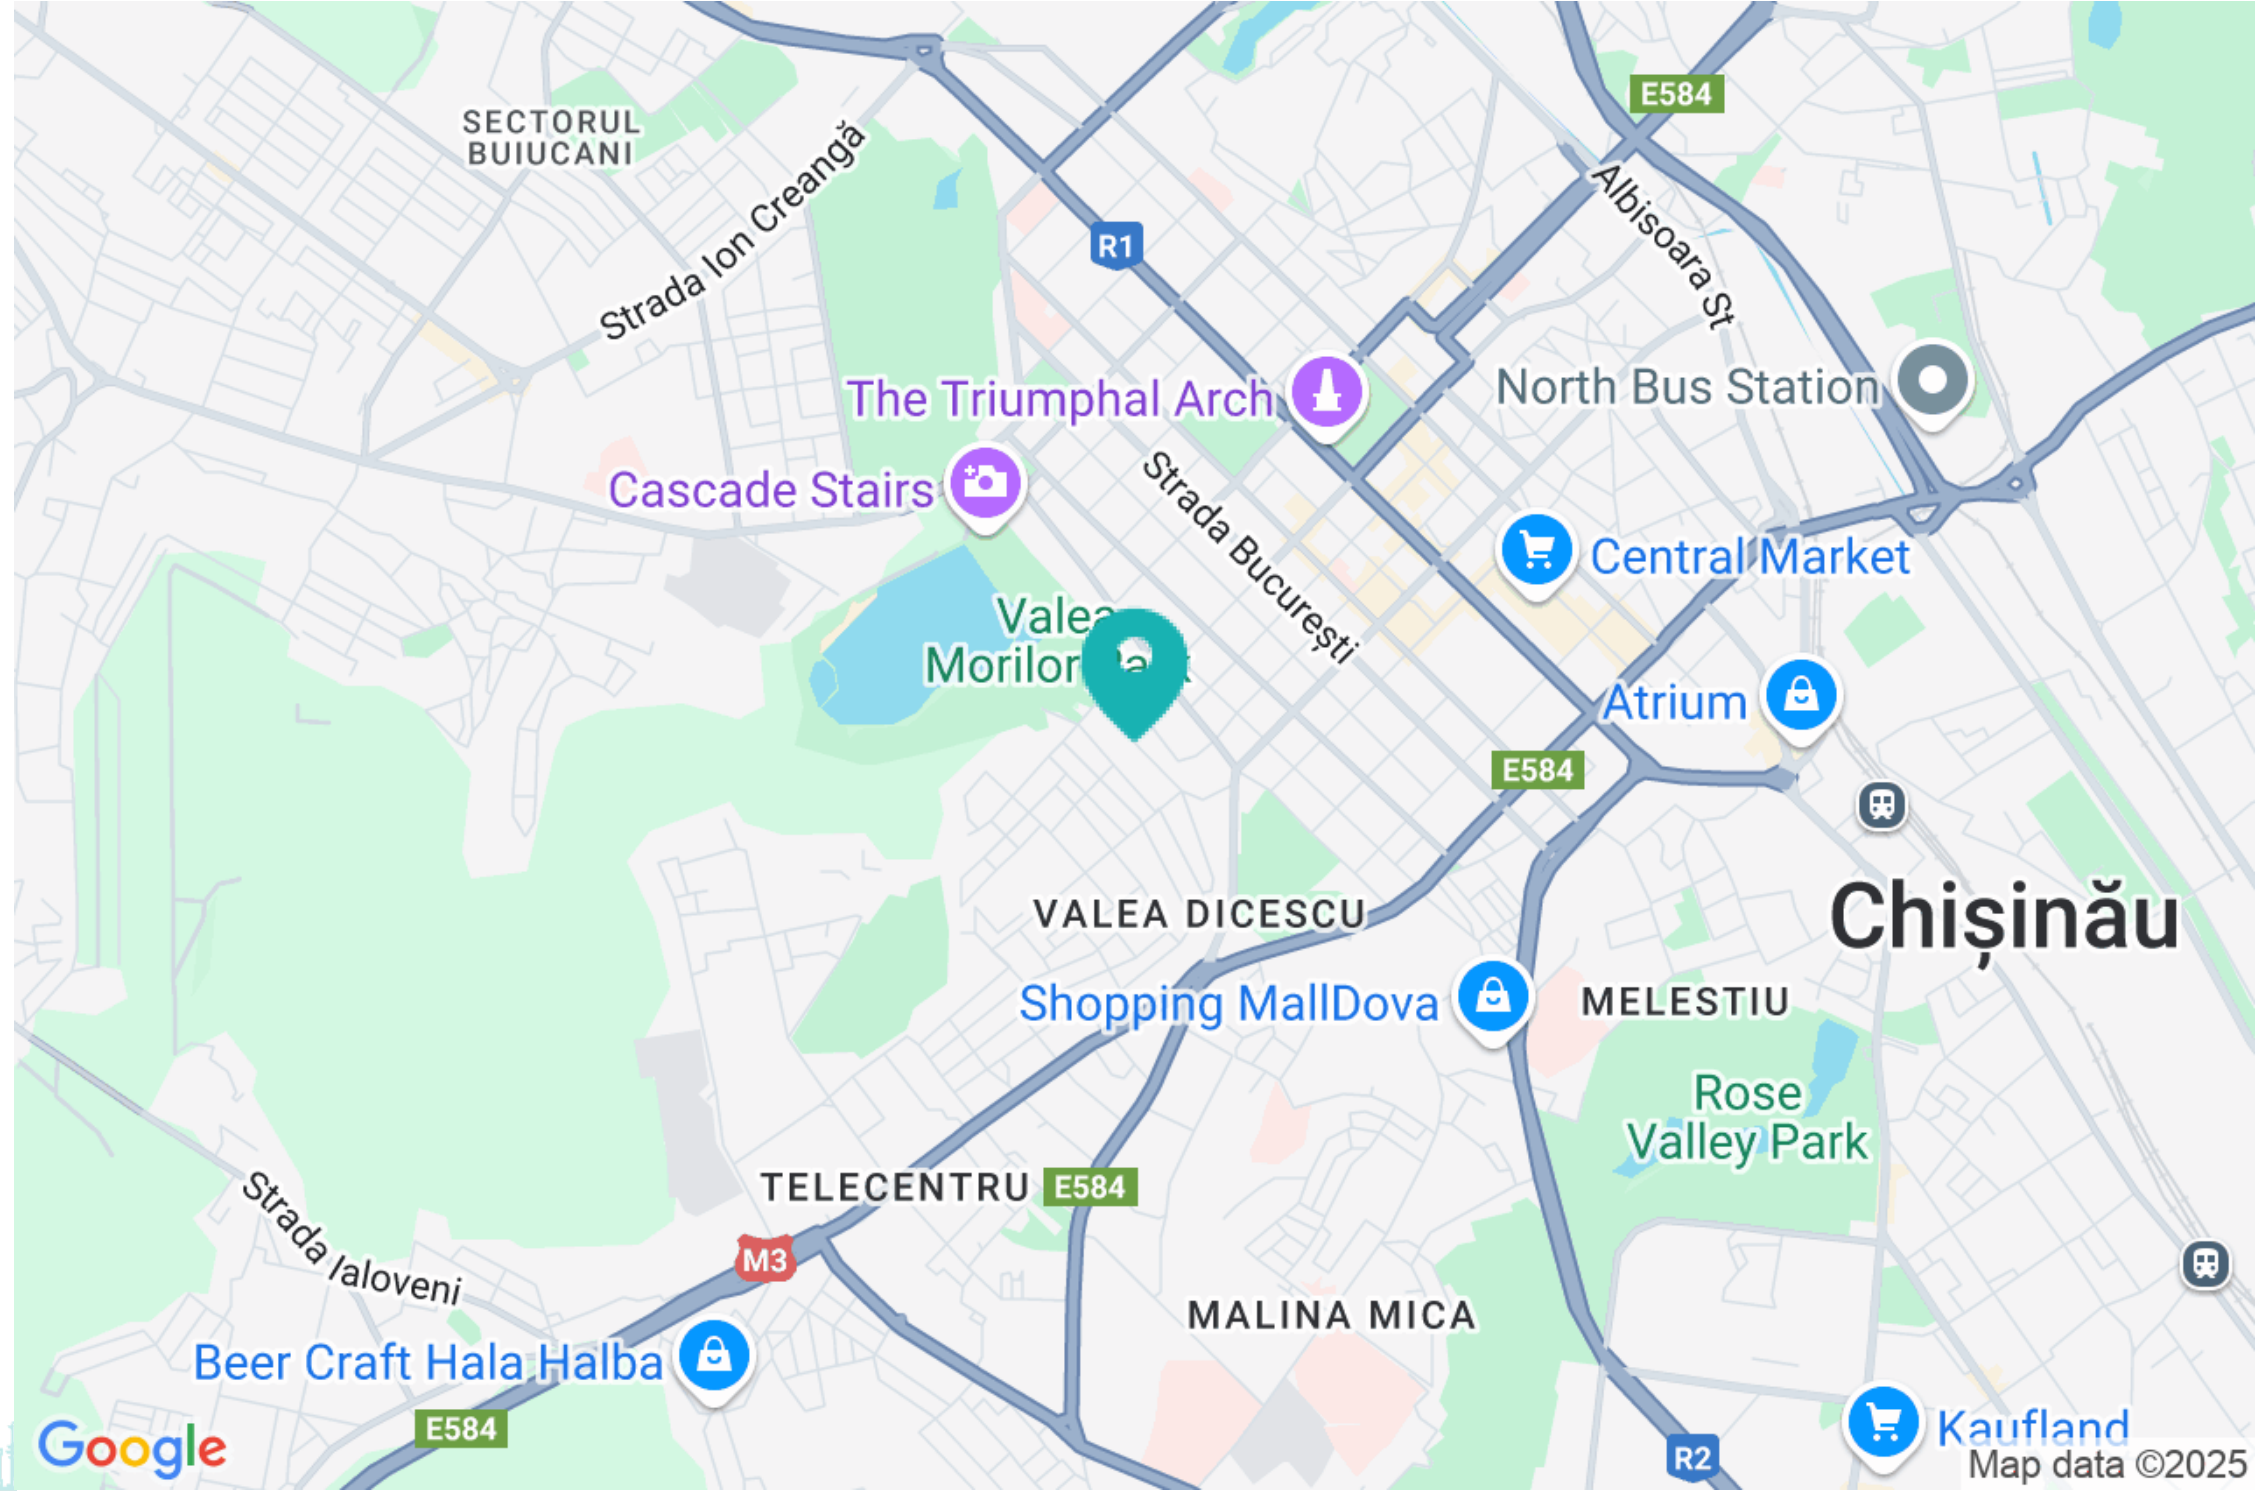 E584
SECTORUL
BUIUCANI
Strada Ion Creangă
Albisoara St
R1
The Triumphal Arch
North Bus Station
Cascade Stairs
Strada București
Central Market
Valea
Morilor
Atrium
E584
VALEA DICESCU
Chișinău
Shopping MallDova
MELESTIU
Rose
Valley Park
TELECENTRU
E584
Strada Ialoveni
M3
MALINA MICA
Beer Craft Hala Halba
E584
Kaufland
Google
R2
Map data ©2025